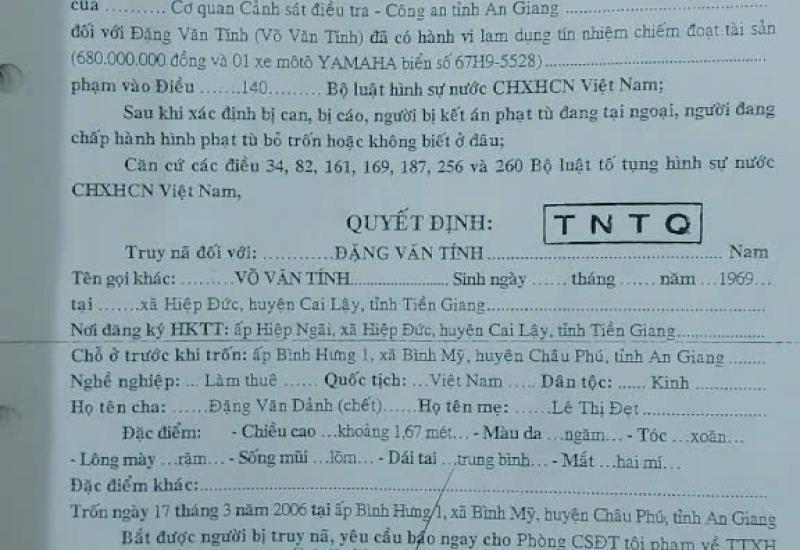 của .......... Cơ quan Cảnh sát điều tra - Công an tỉnh An Giang ..............................
đối với Đặng Văn Tính (Võ Văn Tính) đã có hành vi lam dụng tín nhiệm chiếm đoạt tài sản
(680.000.000 đồng và 01 xe môtô YAMAHA biển số 67H9-5528)........................................
phạm vào Điều .......140......... Bộ luật hình sự nước CHXHCN Việt Nam;
Sau khi xác định bị can, bị cáo, người bị kết án phạt tù đang tại ngoại, người đang
chấp hành hình phạt tù bỏ trốn hoặc không biết ở đâu;
Căn cứ các điều 34, 82, 161, 169, 187, 256 và 260 Bộ luật tố tụng hình sự nước
CHXHCN Việt Nam,
QUYẾT ĐỊNH: TNTQ
Truy nã đối với: ............ĐẶNG VĂN TÍNH.......................................... Nam
Tên gọi khác: .........VÕ VĂN TÍNH........................ Sinh ngày ...... tháng ...... năm ...1969...
tại .......xã Hiệp Đức, huyện Cai Lậy, tỉnh Tiền Giang..................................................
Nơi đăng ký HKTT: ấp Hiệp Ngãi, xã Hiệp Đức, huyện Cai Lậy, tỉnh Tiền Giang..................
Chỗ ở trước khi trốn: ấp Bình Hưng 1, xã Bình Mỹ, huyện Châu Phú, tỉnh An Giang ........
Nghề nghiệp: ... Làm thuê ...... Quốc tịch: ...Việt Nam ..... Dân tộc: ...... Kinh ..................
Họ tên cha: ......Đặng Văn Dảnh (chết)......Họ tên mẹ: .......Lê Thị Đẹt......................
Đặc điểm: - Chiều cao ...khoảng 1,67 mét... - Màu da ...ngăm... - Tóc ...xoăn...
- Lông mày ...rậm... - Sống mũi ...lõm... - Dái tai ...trung bình... - Mắt ...hai mí...
Đặc điểm khác:..........................................................................................
Trốn ngày 17 tháng 3 năm 2006 tại ấp Bình Hưng 1, xã Bình Mỹ, huyện Châu Phú, tỉnh An Giang
Bắt được người bị truy nã, yêu cầu báo ngay cho Phòng CSĐT tội phạm về TTXH